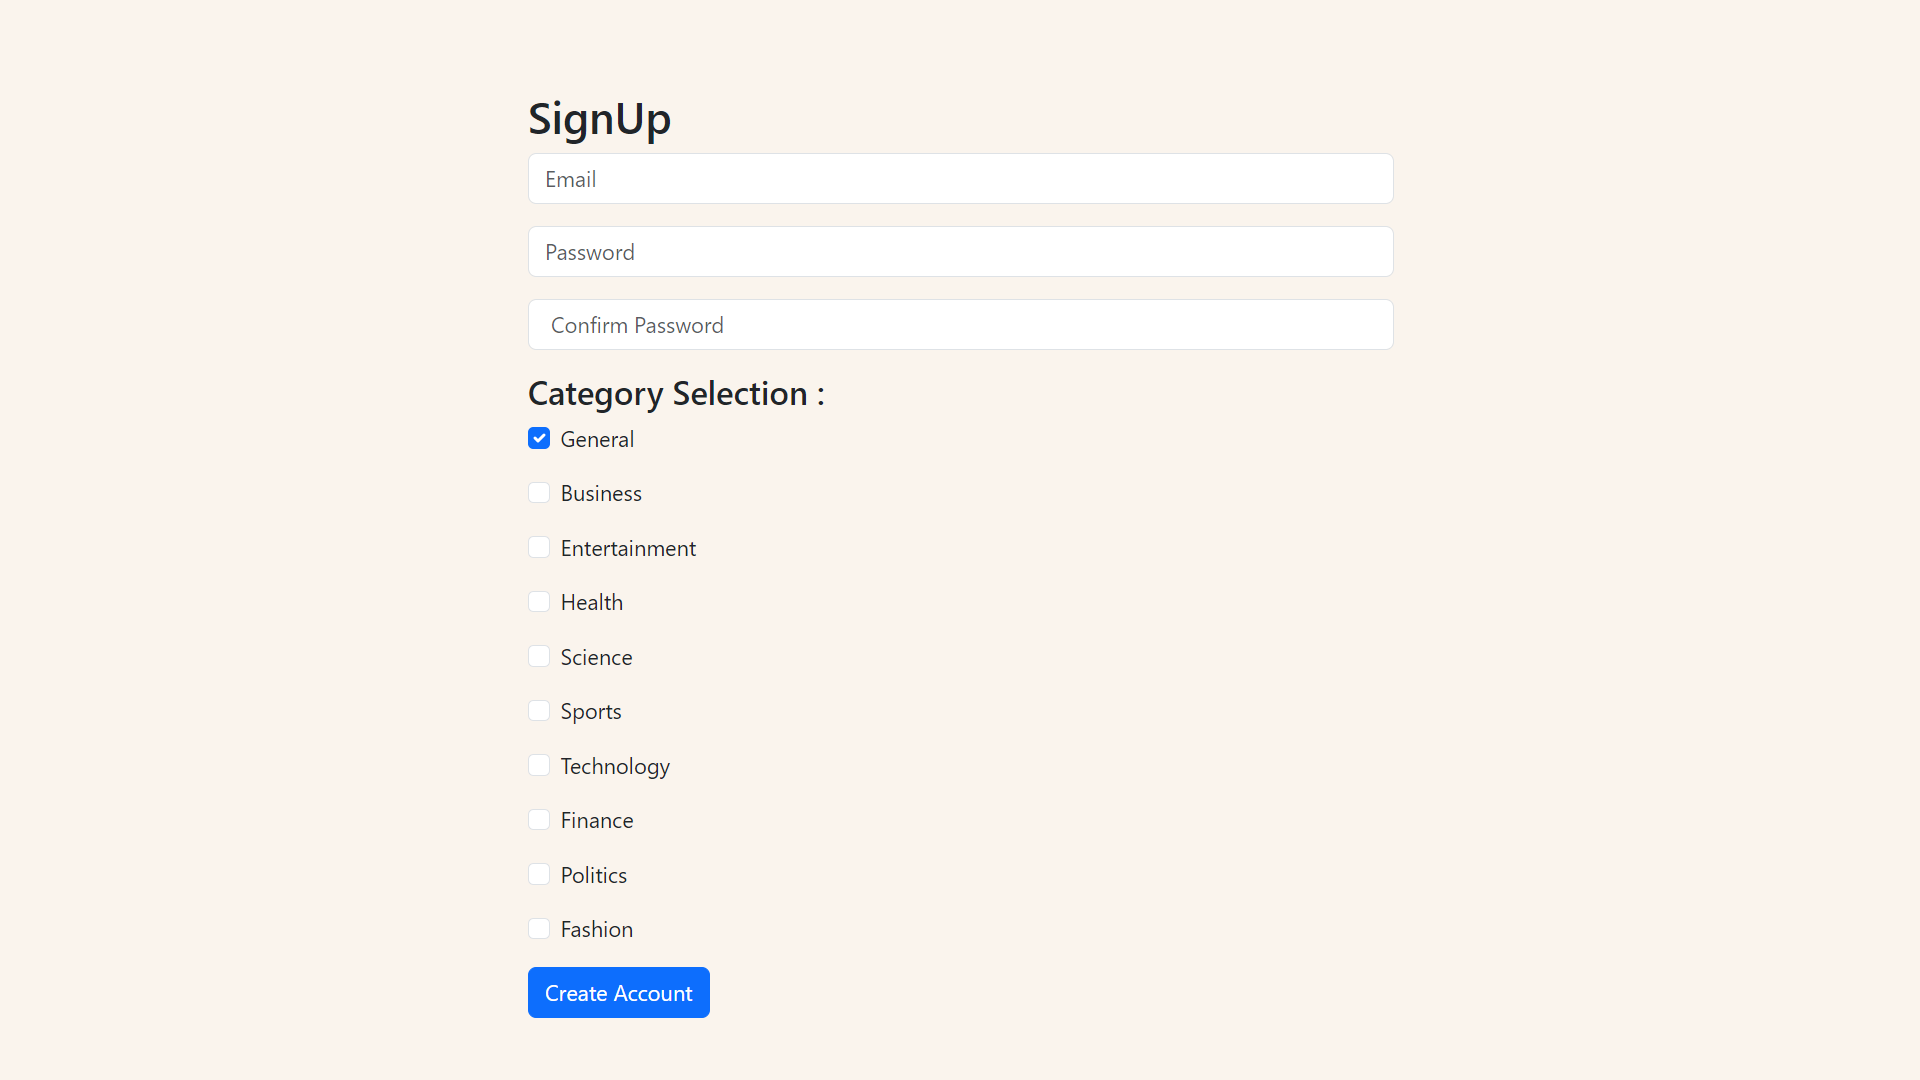 SignUp
Email
Password
Confirm Password
Category Selection :
General
Business
Entertainment
Health
Science
Sports
Technology
Finance
Politics
Fashion
Create Account